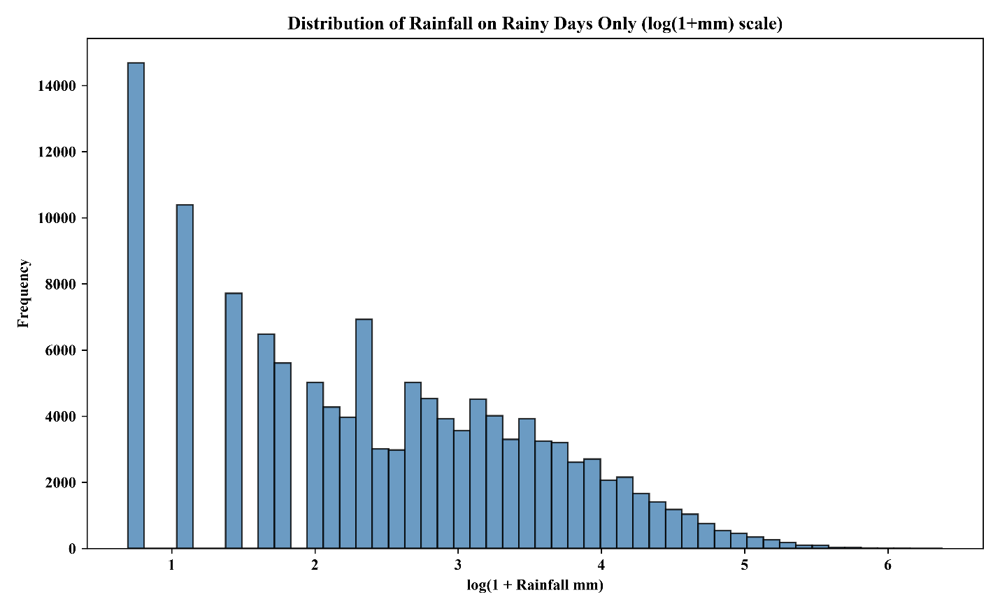 Distribution of Rainfall on Rainy Days Only (log(1+mm) scale)
14000
12000
10000
8000
6000
4000
2000
0
Frequency
1 2 3 4 5 6
log(1 + Rainfall mm)